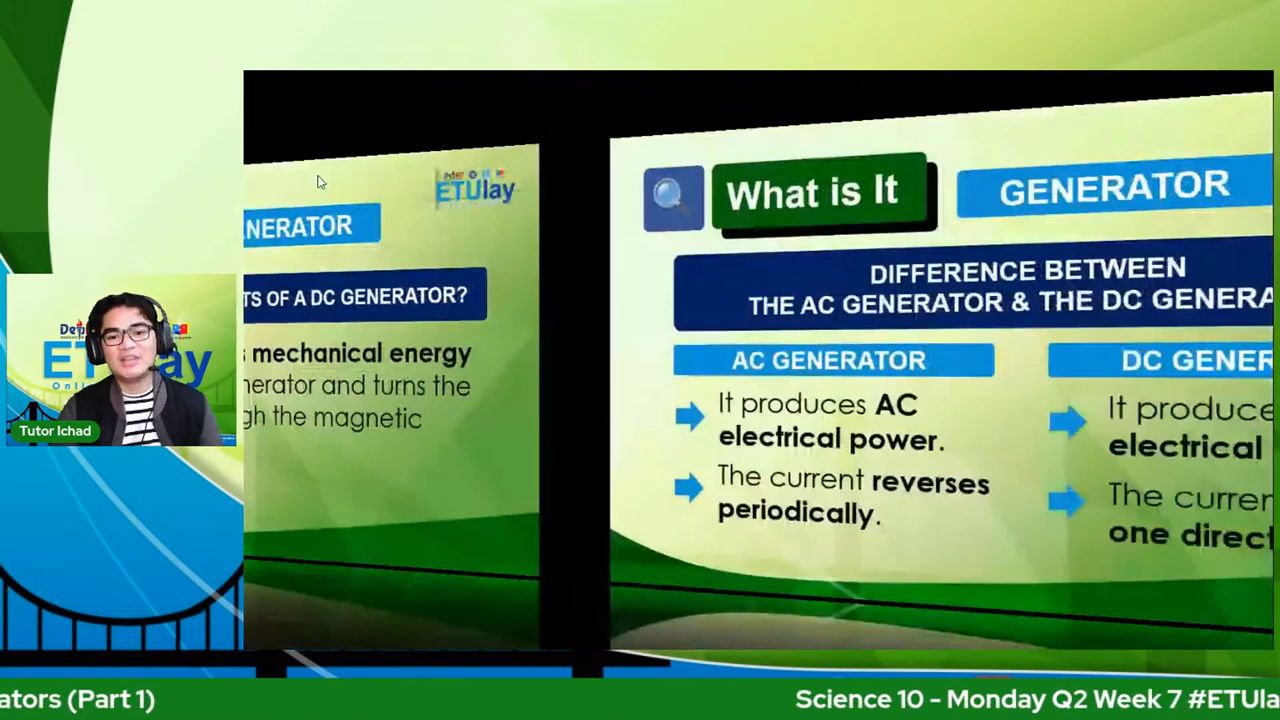 ETUlay
NERATOR
TS OF A DC GENERATOR?
mechanical energy
nerator and turns the
gh the magnetic
What is It
GENERATOR
DIFFERENCE BETWEEN
THE AC GENERATOR & THE DC GENERA
AC GENERATOR
DC GENER
It produces AC
electrical power.
The current reverses
periodically.
It produce
electrical
The curren
one direct
Tutor Ichad
ators (Part 1)
Science 10 - Monday Q2 Week 7 #ETUla